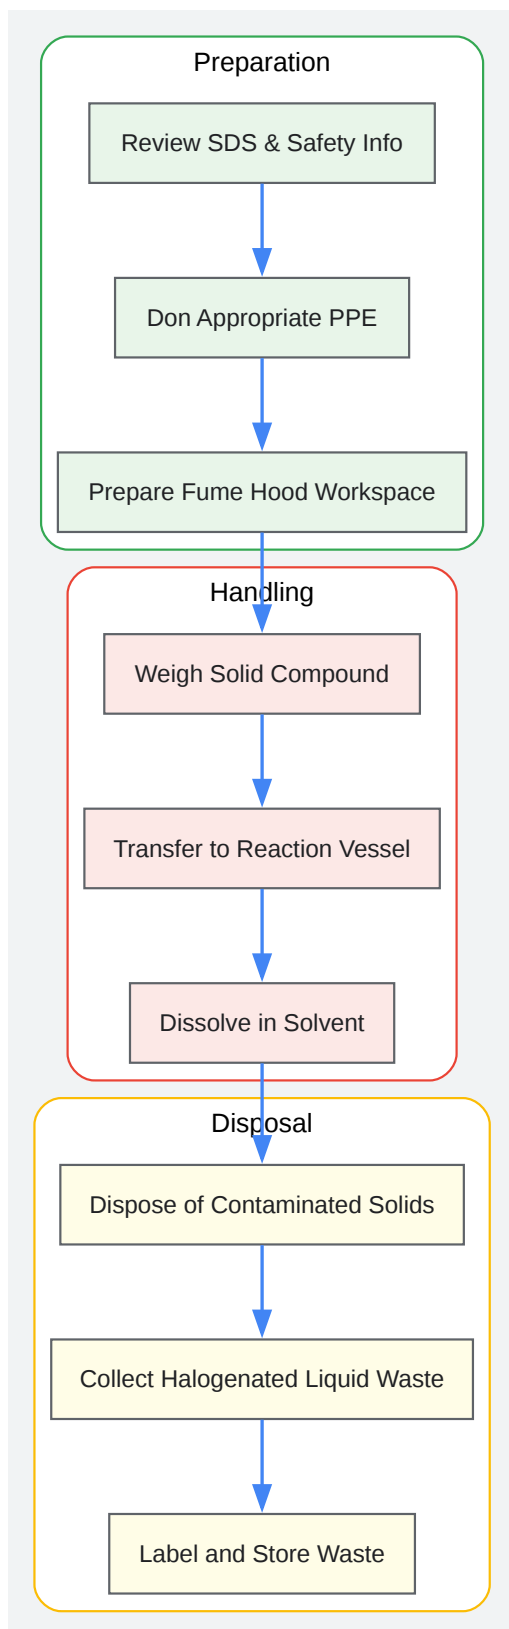 Preparation
Review SDS & Safety Info
Don Appropriate PPE
Prepare Fume Hood Workspace
Handling
Weigh Solid Compound
Transfer to Reaction Vessel
Dissolve in Solvent
Disposal
Dispose of Contaminated Solids
Collect Halogenated Liquid Waste
Label and Store Waste